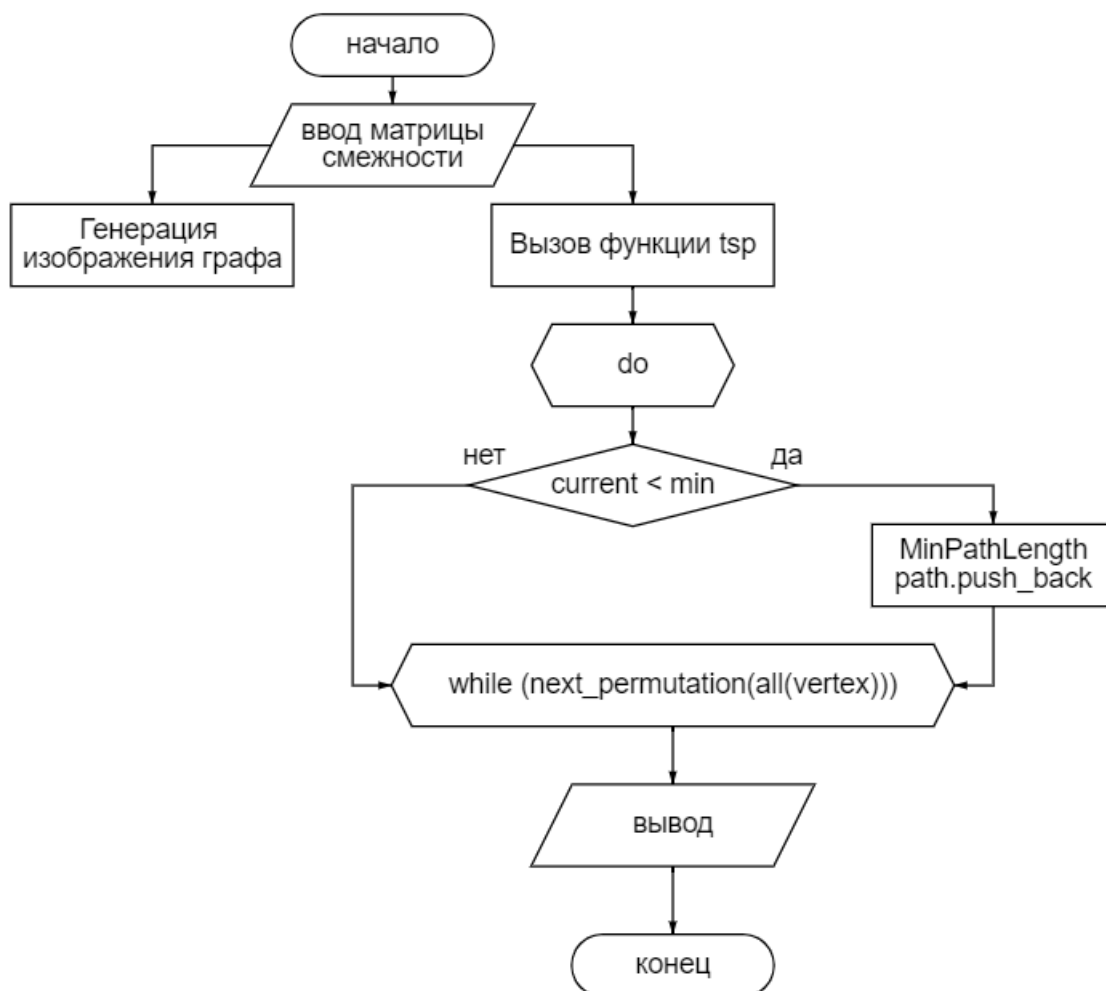 начало
ввод матрицы
смежности
Генерация
изображения графа
Вызов функции tsp
do
нет
да
current < min
MinPathLength
path.push_back
while (next_permutation(all(vertex)))
вывод
конец